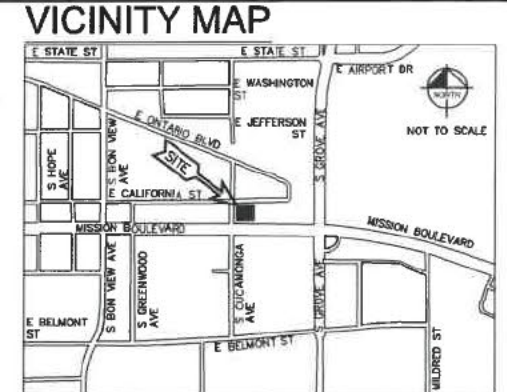 VICINITY MAP
E STATE ST
E STATE ST
E AIRPORT DR
E WASHINGTON
ST
NORTH
NOT TO SCALE
E JEFFERSON
ST
E ONTARIO BLVD
S BON VIEW
AVE
S GROVE AVE
S HOPE
AVE
SITE
E CALIFORNIA ST
MISSION BOULEVARD
MISSION BOULEVARD
S BON VIEW AVE
S GREENWOOD
AVE
S CUCAMONGA
AVE
S GROVE AVE
E BELMONT
ST
E BELMONT ST
MILDRED ST